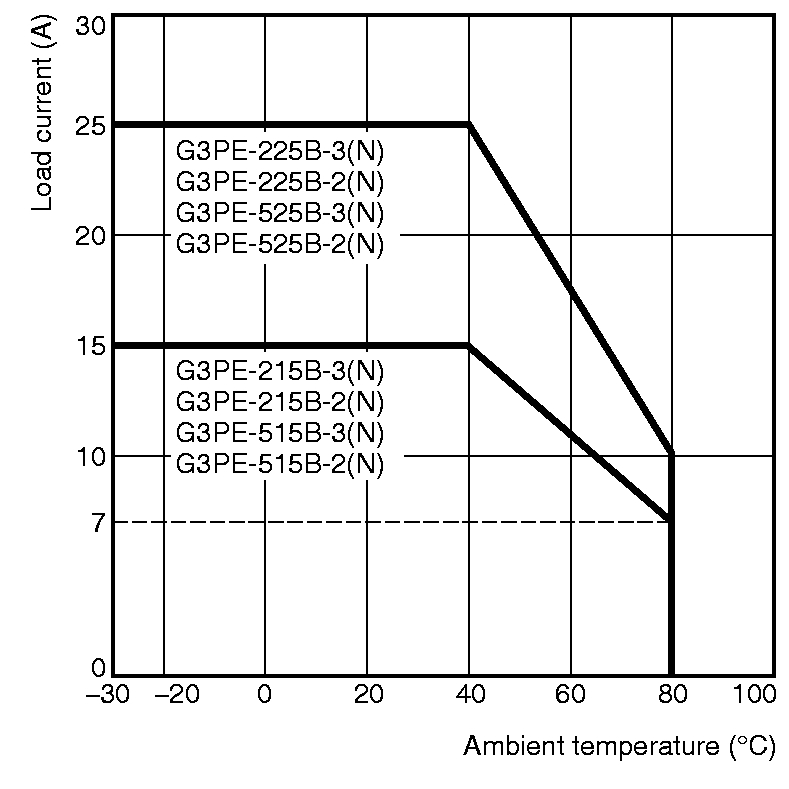 Load current (A)
30
25
20
15
10
7
0
G3PE-225B-3(N)
G3PE-225B-2(N)
G3PE-525B-3(N)
G3PE-525B-2(N)
G3PE-215B-3(N)
G3PE-215B-2(N)
G3PE-515B-3(N)
G3PE-515B-2(N)
−30 −20 0 20 40 60 80 100
Ambient temperature (°C)